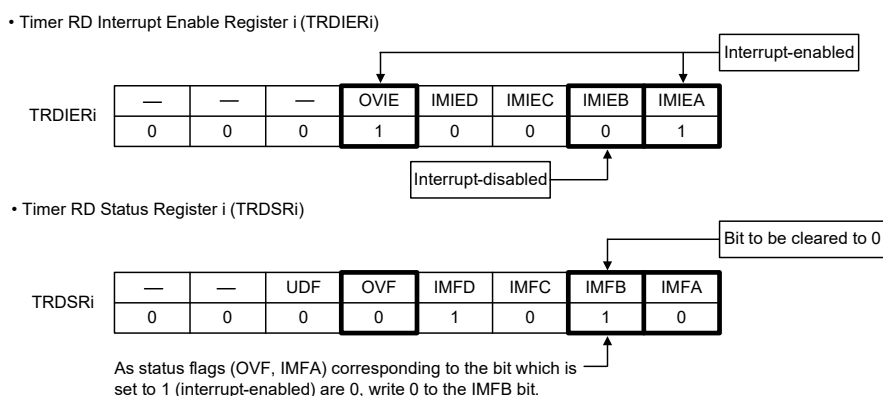 • Timer RD Interrupt Enable Register i (TRDIERi)
Interrupt-enabled
TRDIERi
— — — OVIE IMIED IMIEC IMIEB IMIEA
0 0 0 1 0 0 0 1
Interrupt-disabled
• Timer RD Status Register i (TRDSRi)
Bit to be cleared to 0
TRDSRi
— — UDF OVF IMFD IMFC IMFB IMFA
0 0 0 0 1 0 1 0
As status flags (OVF, IMFA) corresponding to the bit which is
set to 1 (interrupt-enabled) are 0, write 0 to the IMFB bit.